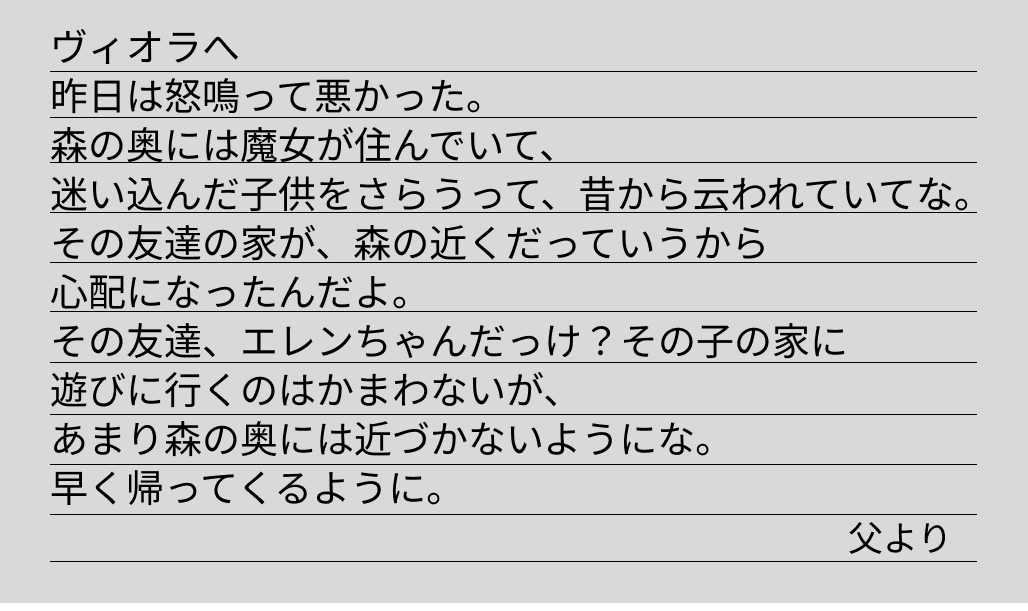 ヴィオラへ
昨日は怒鳴って悪かった。
森の奥には魔女が住んでいて、
迷い込んだ子供をさらうって、昔から云われていてな。
その友達の家が、森の近くだっていうから
心配になったんだよ。
その友達、エレンちゃんだっけ？その子の家に
遊びに行くのはかまわないが、
あまり森の奥には近づかないようにな。
早く帰ってくるように。
父より